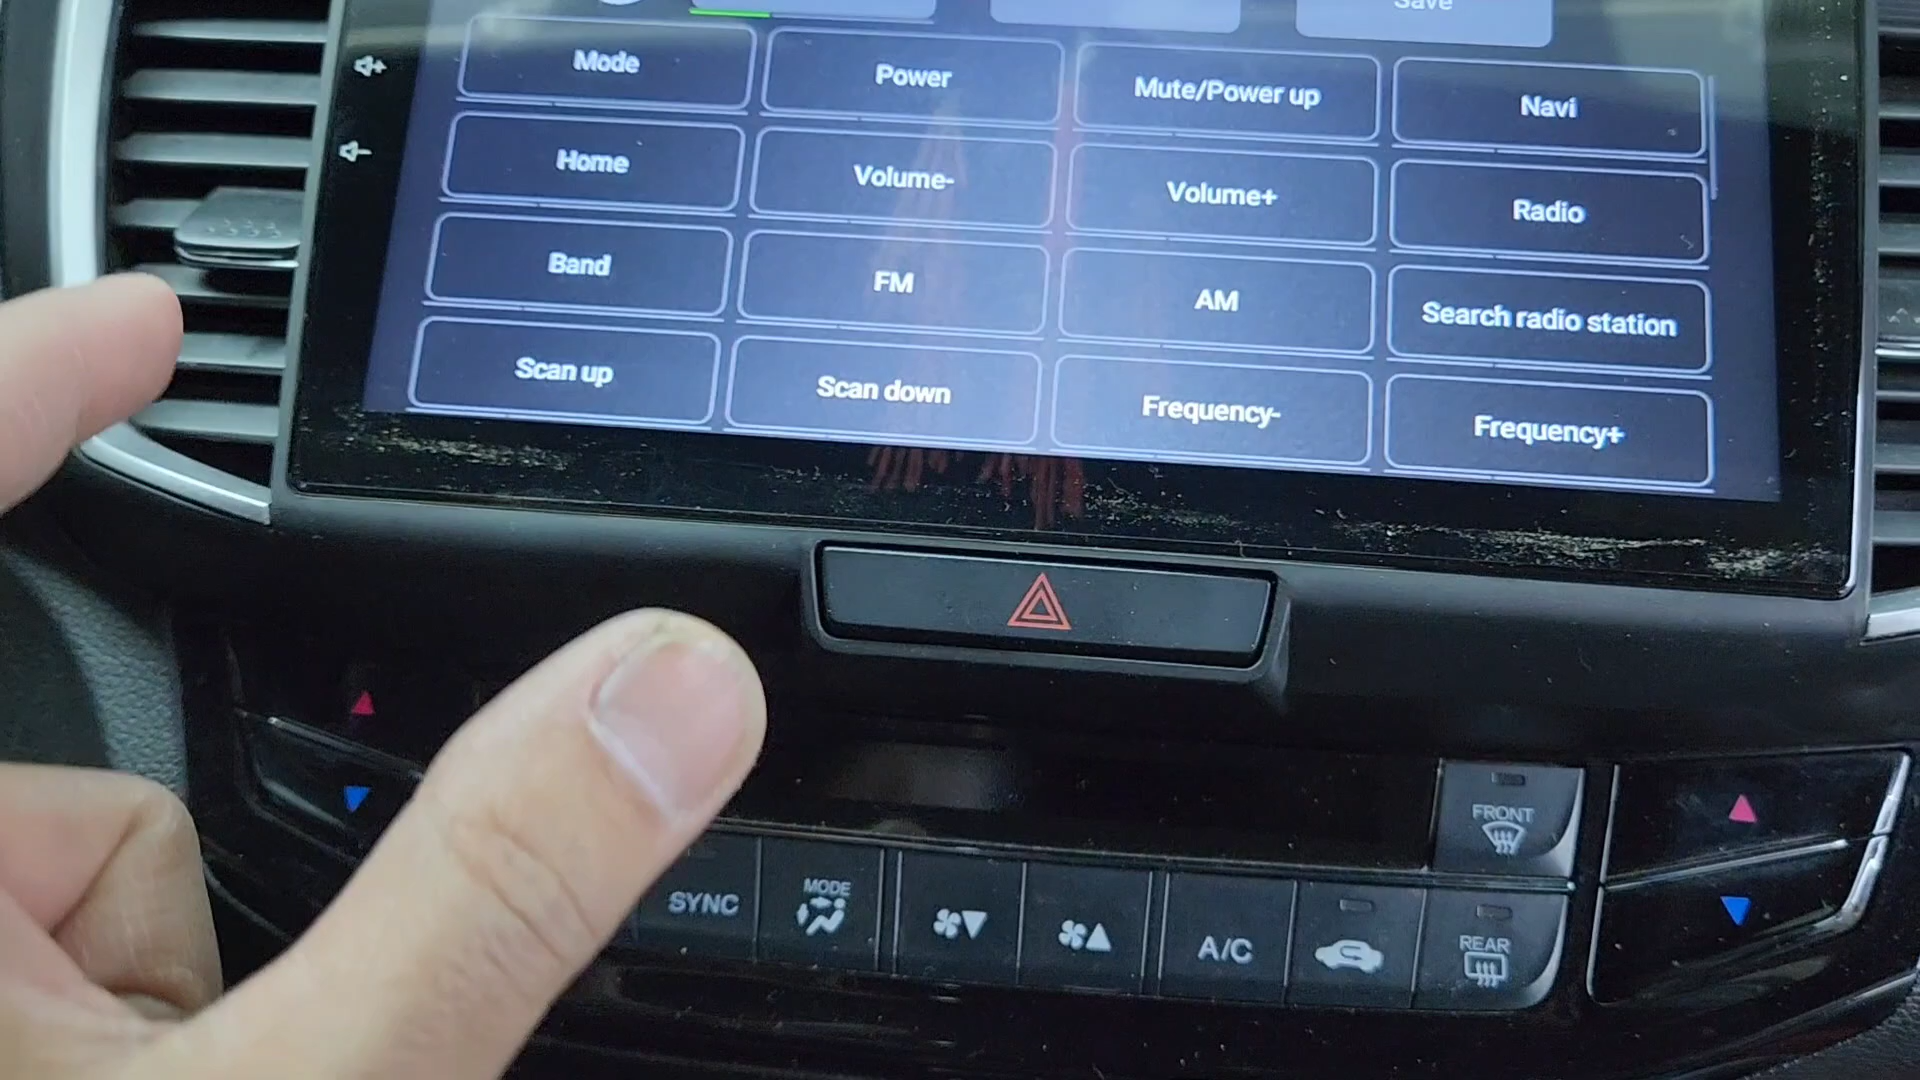 Save
Mode
Power
Mute/Power up
Navi
Home
Volume-
Volume+
Radio
Band
FM
AM
Search radio station
Scan up
Scan down
Frequency-
Frequency+
FRONT
SYNC
MODE
A/C
REAR